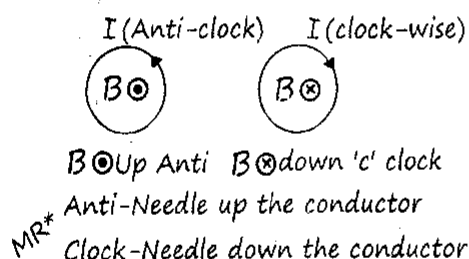 I (Anti-clock) I (clock-wise)
B⊙ B⊗
B ⊙Up Anti B ⊗down 'c' clock
MR* Anti-Needle up the conductor
Clock-Needle down the conductor